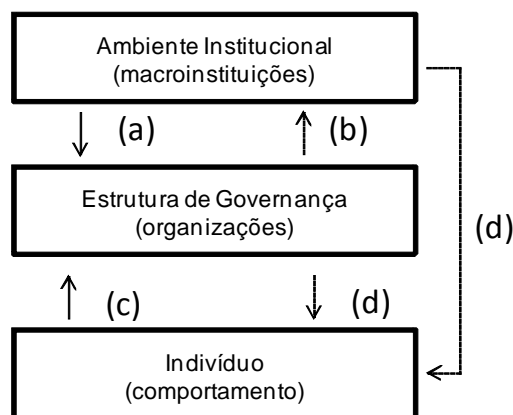 Ambiente Institucional
(macroinstituições)
(a)
(b)
Estrutura de Governança
(organizações)
(d)
(c)
(d)
Indivíduo
(comportamento)